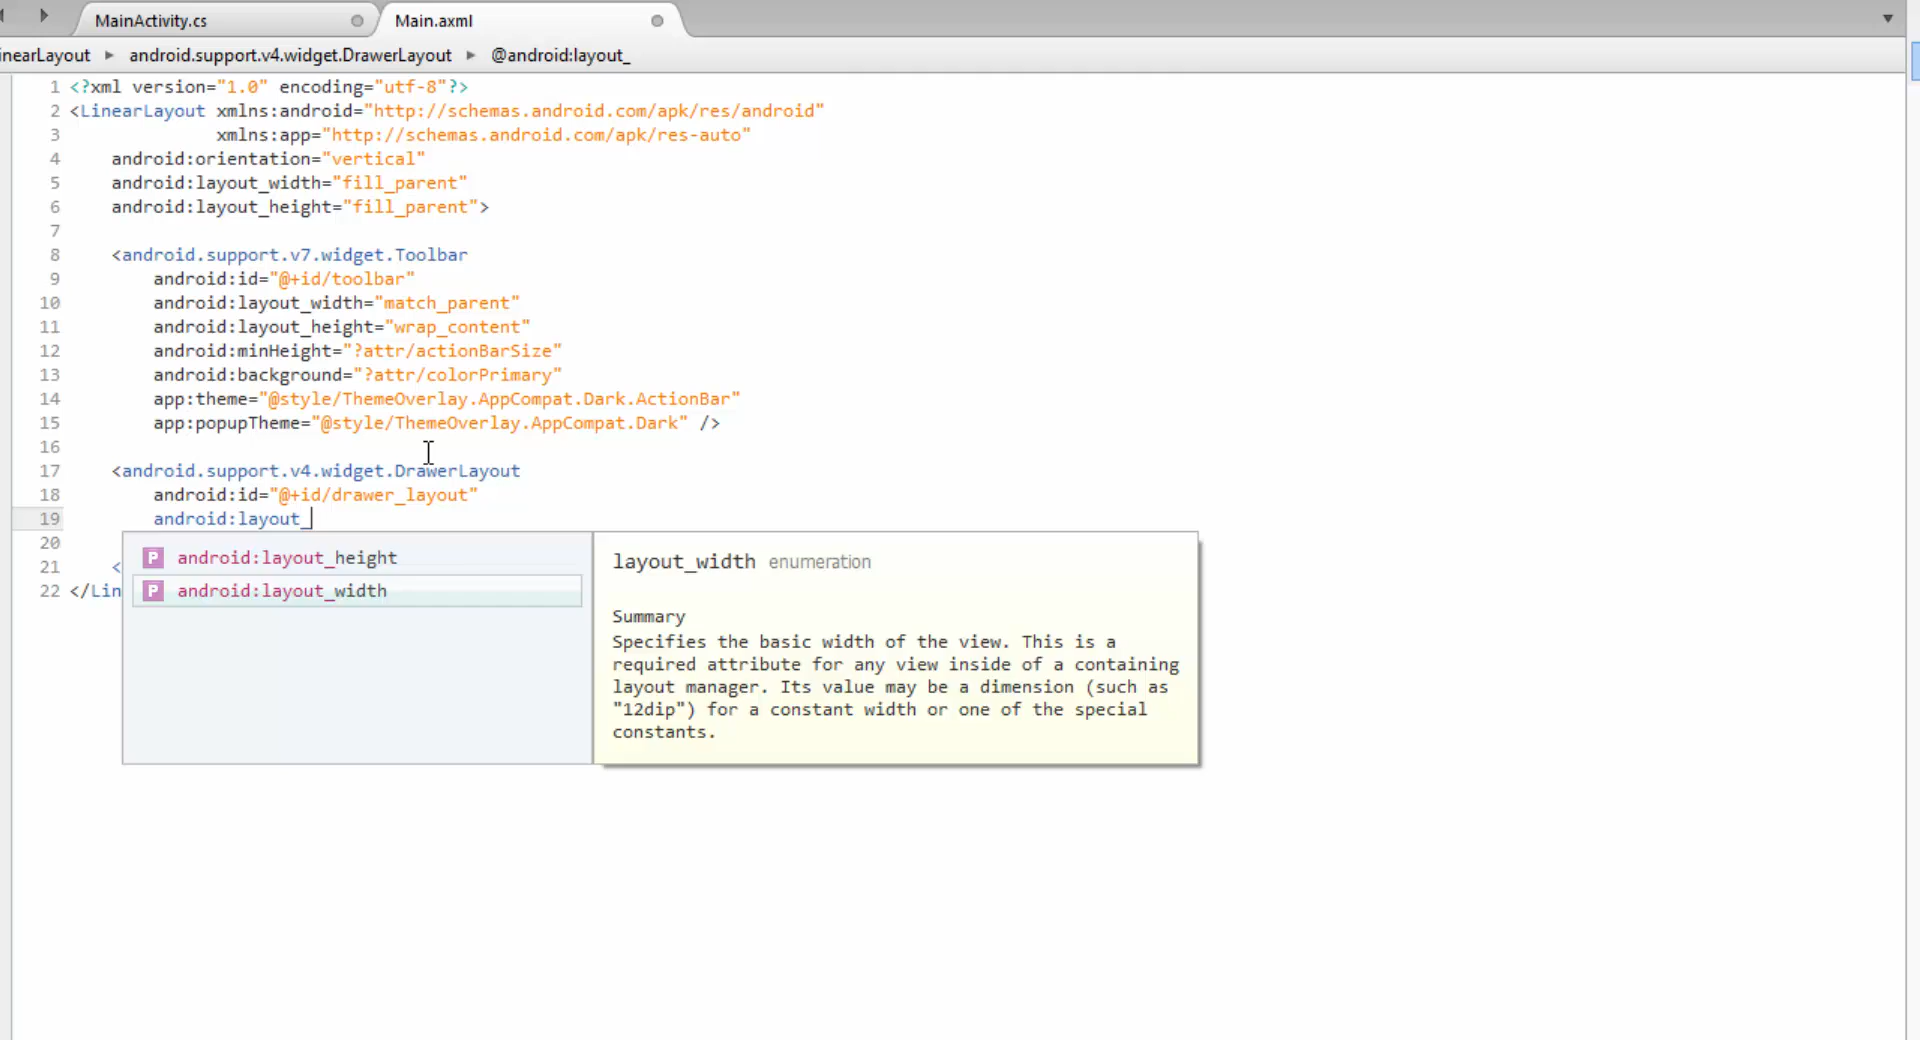 MainActivity.cs
Main.axml
inearLayout ▸ android.support.v4.widget.DrawerLayout ▸ @android:layout_
1 <?xml version="1.0" encoding="utf-8"?>
2 <LinearLayout xmlns:android="http://schemas.android.com/apk/res/android"
3 xmlns:app="http://schemas.android.com/apk/res-auto"
4 android:orientation="vertical"
5 android:layout_width="fill_parent"
6 android:layout_height="fill_parent">
7
8 <android.support.v7.widget.Toolbar
9 android:id="@+id/toolbar"
10 android:layout_width="match_parent"
11 android:layout_height="wrap_content"
12 android:minHeight="?attr/actionBarSize"
13 android:background="?attr/colorPrimary"
14 app:theme="@style/ThemeOverlay.AppCompat.Dark.ActionBar"
15 app:popupTheme="@style/ThemeOverlay.AppCompat.Dark" />
16
17 <android.support.v4.widget.DrawerLayout
18 android:id="@+id/drawer_layout"
19 android:layout_
20
21 <
22 </Lin
P android:layout_height
P android:layout_width
layout_width enumeration
Summary
Specifies the basic width of the view. This is a
required attribute for any view inside of a containing
layout manager. Its value may be a dimension (such as
"12dip") for a constant width or one of the special
constants.